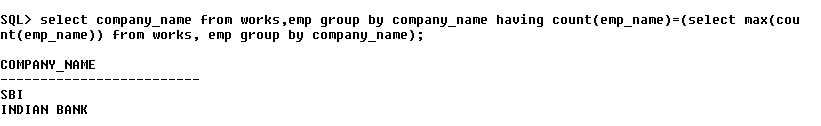 SQL> select company_name from works,emp group by company_name having count(emp_name)=(select max(cou
nt(emp_name)) from works, emp group by company_name);
COMPANY_NAME
-------------------------
SBI
INDIAN BANK